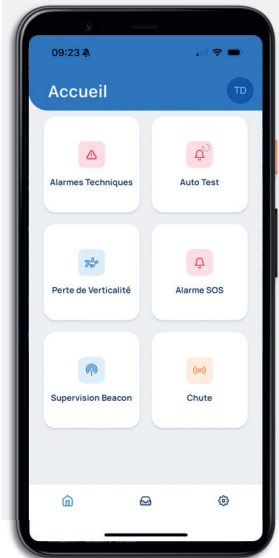 09:23
Accueil
TD
Alarmes Techniques
Auto Test
Perte de Verticalité
Alarme SOS
Supervision Beacon
Chute